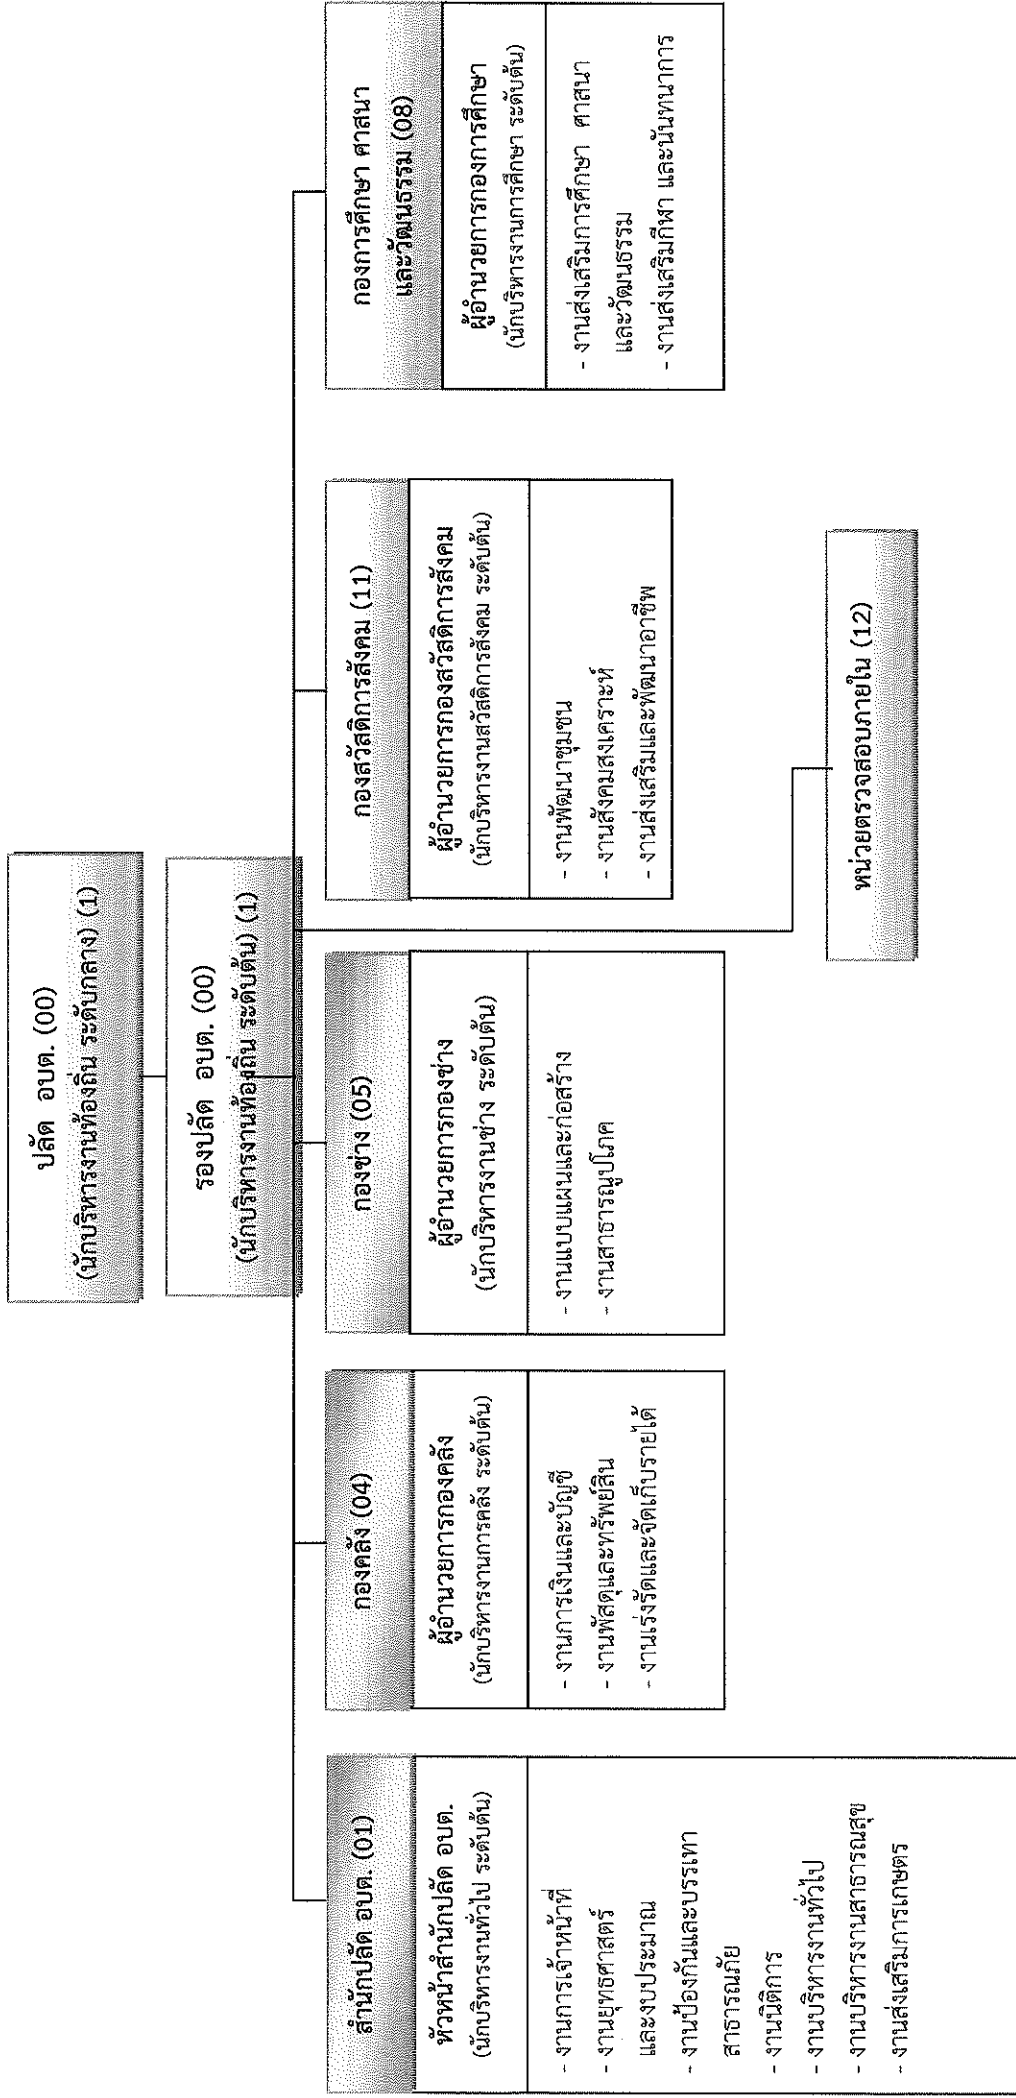 ปลัด อบต. (00)
(นักบริหารงานท้องถิ่น ระดับกลาง) (1)
รองปลัด อบต. (00)
(นักบริหารงานท้องถิ่น ระดับต้น) (1)
สำนักปลัด อบต. (01)
หัวหน้าสำนักปลัด อบต.
(นักบริหารงานทั่วไป ระดับต้น)
- งานการเจ้าหน้าที่
- งานยุทธศาสตร์
และงบประมาณ
- งานป้องกันและบรรเทา
สาธารณภัย
- งานนิติการ
- งานบริหารงานทั่วไป
- งานบริหารงานสาธารณสุข
- งานส่งเสริมการเกษตร
กองคลัง (04)
ผู้อำนวยการกองคลัง
(นักบริหารงานการคลัง ระดับต้น)
- งานการเงินและบัญชี
- งานพัสดุและทรัพย์สิน
- งานเร่งรัดและจัดเก็บรายได้
กองช่าง (05)
ผู้อำนวยการกองช่าง
(นักบริหารงานช่าง ระดับต้น)
- งานแบบแผนและก่อสร้าง
- งานสาธารณูปโภค
กองสวัสดิการสังคม (11)
ผู้อำนวยการกองสวัสดิการสังคม
(นักบริหารงานสวัสดิการสังคม ระดับต้น)
- งานพัฒนาชุมชน
- งานสังคมสงเคราะห์
- งานส่งเสริมและพัฒนาอาชีพ
กองการศึกษา ศาสนา
และวัฒนธรรม (08)
ผู้อำนวยการกองการศึกษา
(นักบริหารงานการศึกษา ระดับต้น)
- งานส่งเสริมการศึกษา ศาสนา
และวัฒนธรรม
- งานส่งเสริมกีฬา และนันทนาการ
หน่วยตรวจสอบภายใน (12)